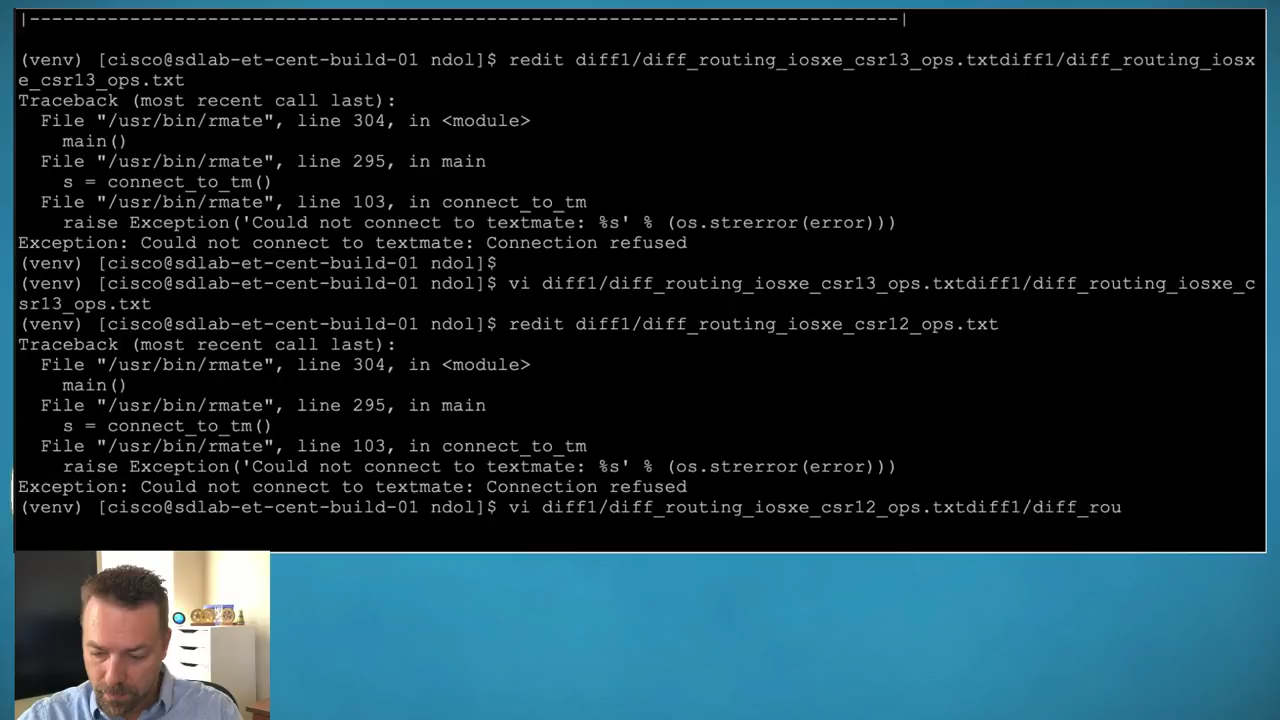 |------------------------------------------------------------------------------|
(venv) [cisco@sdlab-et-cent-build-01 ndol]$ redit diff1/diff_routing_iosxe_csr13_ops.txtdiff1/diff_routing_iosx
e_csr13_ops.txt
Traceback (most recent call last):
File "/usr/bin/rmate", line 304, in <module>
main()
File "/usr/bin/rmate", line 295, in main
s = connect_to_tm()
File "/usr/bin/rmate", line 103, in connect_to_tm
raise Exception('Could not connect to textmate: %s' % (os.strerror(error)))
Exception: Could not connect to textmate: Connection refused
(venv) [cisco@sdlab-et-cent-build-01 ndol]$
(venv) [cisco@sdlab-et-cent-build-01 ndol]$ vi diff1/diff_routing_iosxe_csr13_ops.txtdiff1/diff_routing_iosxe_c
sr13_ops.txt
(venv) [cisco@sdlab-et-cent-build-01 ndol]$ redit diff1/diff_routing_iosxe_csr12_ops.txt
Traceback (most recent call last):
File "/usr/bin/rmate", line 304, in <module>
main()
File "/usr/bin/rmate", line 295, in main
s = connect_to_tm()
File "/usr/bin/rmate", line 103, in connect_to_tm
raise Exception('Could not connect to textmate: %s' % (os.strerror(error)))
Exception: Could not connect to textmate: Connection refused
(venv) [cisco@sdlab-et-cent-build-01 ndol]$ vi diff1/diff_routing_iosxe_csr12_ops.txtdiff1/diff_rou